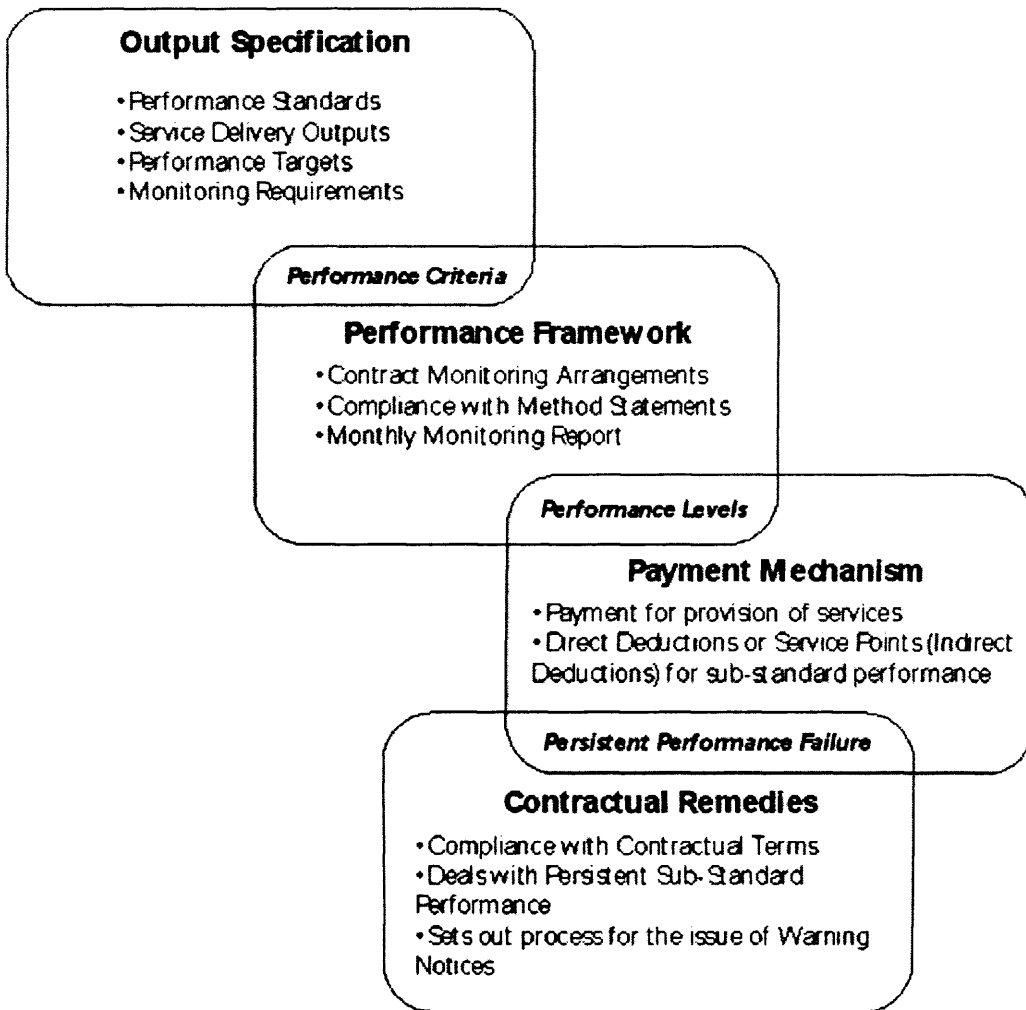 Output Specification
•Performance Standards
•Service Delivery Outputs
•Performance Targets
•Monitoring Requirements
Performance Criteria
Performance Framework
•Contract Monitoring Arrangements
•Compliance with Method Statements
•Monthly Monitoring Report
Performance Levels
Payment Mechanism
•Payment for provision of services
•Direct Deductions or Service Points (Indirect
Deductions) for sub-standard performance
Persistent Performance Failure
Contractual Remedies
•Compliance with Contractual Terms
•Deals with Persistent Sub-Standard
Performance
•Sets out process for the issue of Warning
Notices